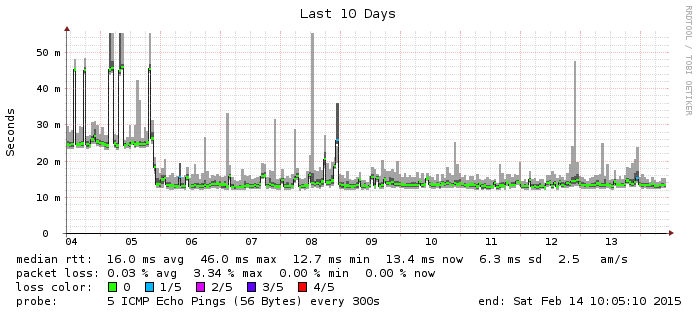 Last 10 Days
RRDTOOL / TOBI OETIKER
Seconds
50 m
40 m
30 m
20 m
10 m
0
04 05 06 07 08 09 10 11 12 13
median rtt: 16.0 ms avg 46.0 ms max 12.7 ms min 13.4 ms now 6.3 ms sd 2.5 am/s
packet loss: 0.03 % avg 3.34 % max 0.00 % min 0.00 % now
loss color: 0 1/5 2/5 3/5 4/5
probe: 5 ICMP Echo Pings (56 Bytes) every 300s end: Sat Feb 14 10:05:10 2015